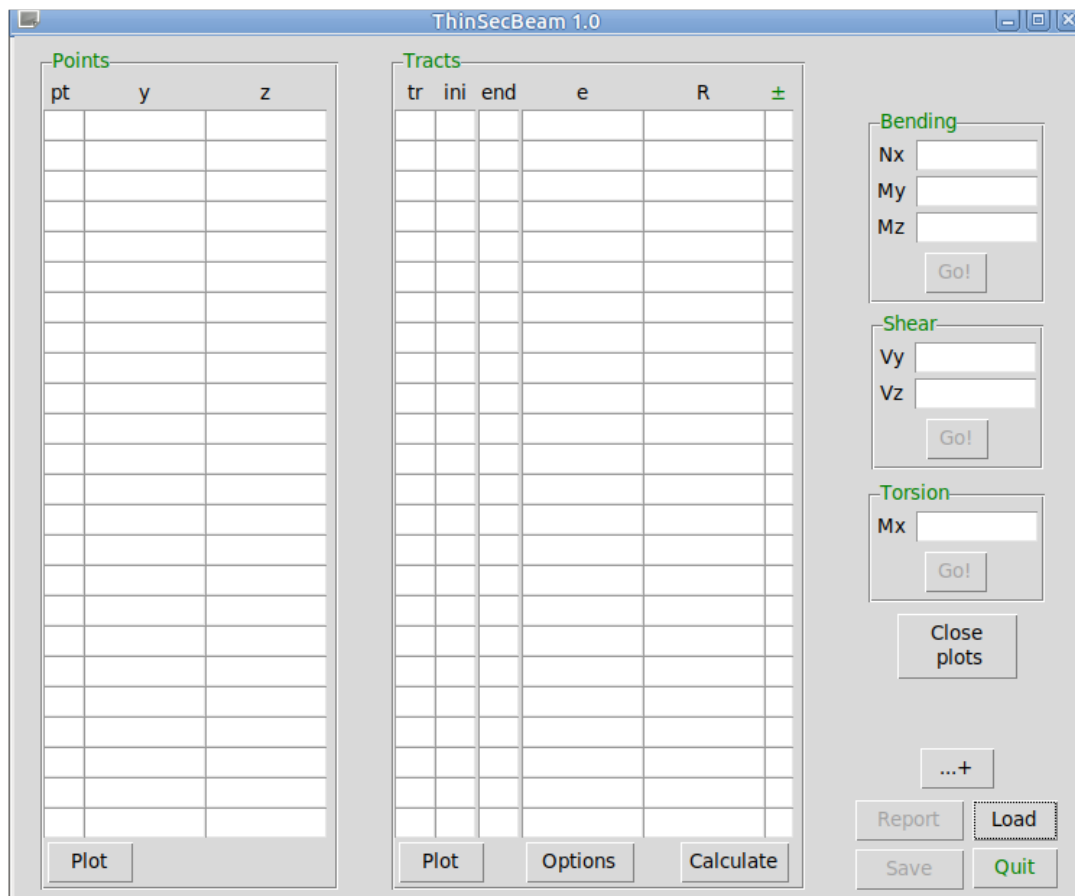 ThinSecBeam 1.0
Points
pt y z
Plot
Tracts
tr ini end e R ±
Plot Options Calculate
Bending
Nx
My
Mz
Go!
Shear
Vy
Vz
Go!
Torsion
Mx
Go!
Close
plots
...+
Report Load
Save Quit